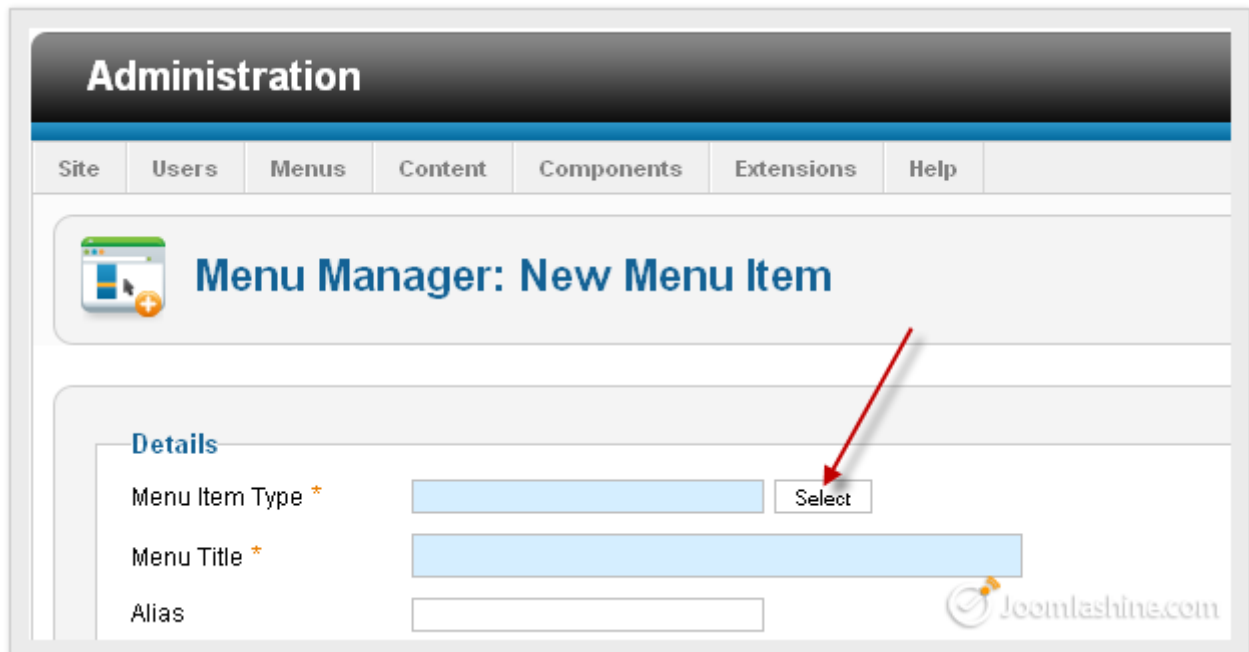 Administration
Site Users Menus Content Components Extensions Help
Menu Manager: New Menu Item
Details
Menu Item Type *
Select
Menu Title *
Alias
Joomlashine.com